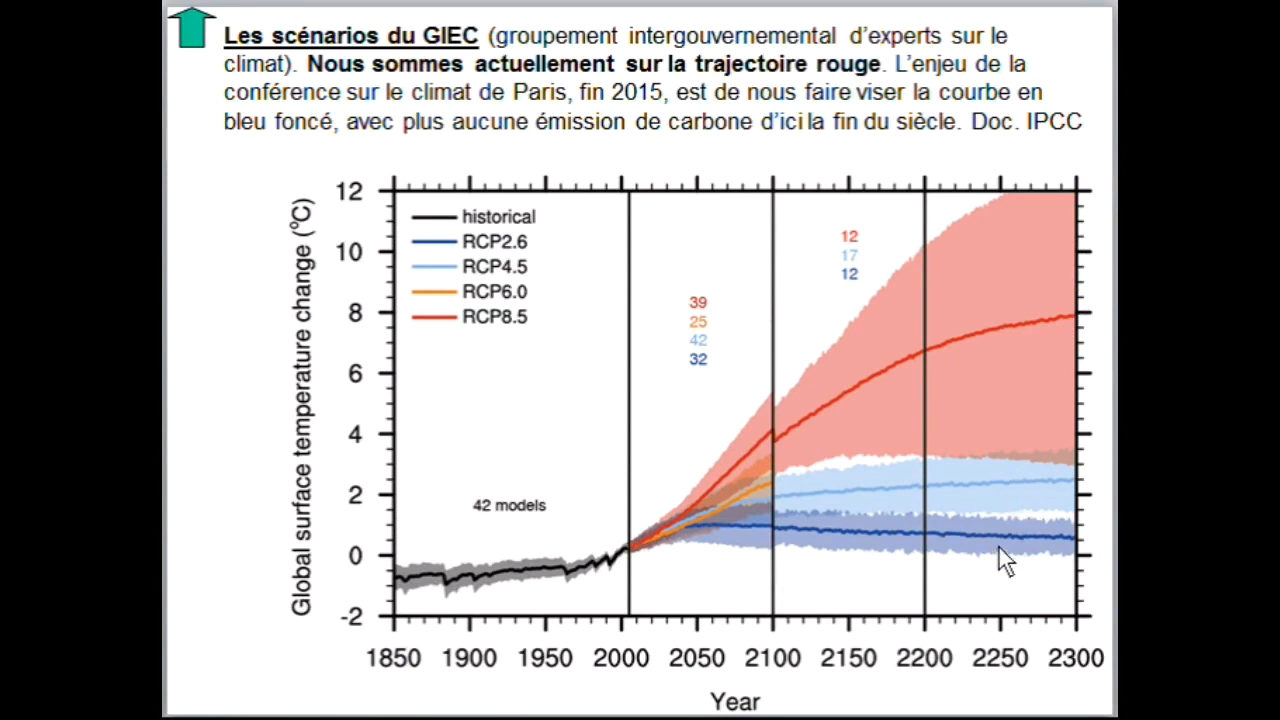 Les scénarios du GIEC (groupement intergouvernemental d’experts sur le
climat). Nous sommes actuellement sur la trajectoire rouge. L’enjeu de la
conférence sur le climat de Paris, fin 2015, est de nous faire viser la courbe en
bleu foncé, avec plus aucune émission de carbone d’ici la fin du siècle. Doc. IPCC
Global surface temperature change (°C)
12
10
8
6
4
2
0
-2
historical
RCP2.6
RCP4.5
RCP6.0
RCP8.5
42 models
39
25
42
32
12
17
12
1850 1900 1950 2000 2050 2100 2150 2200 2250 2300
Year